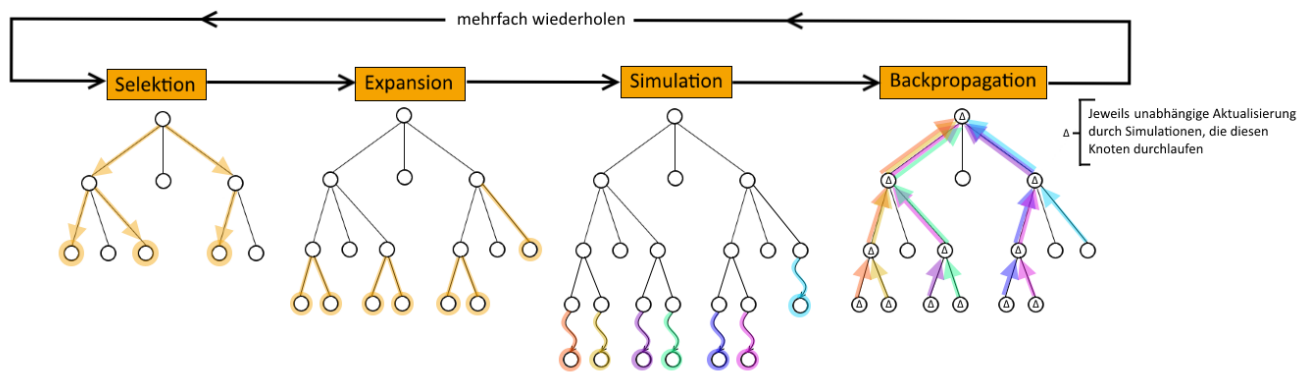 mehrfach wiederholen
Selektion
Expansion
Simulation
Backpropagation
Δ
Jeweils unabhängige Aktualisierung
durch Simulationen, die diesen
Knoten durchlaufen
Δ
Δ
Δ
Δ
Δ
Δ
Δ
Δ
Δ
Δ
Δ
Δ
Δ